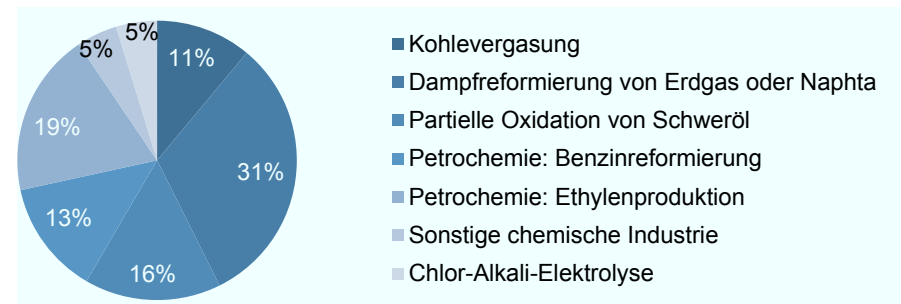 5%
5%
11%
19%
31%
13%
16%
Kohlevergasung
Dampfreformierung von Erdgas oder Naphta
Partielle Oxidation von Schweröl
Petrochemie: Benzinreformierung
Petrochemie: Ethylenproduktion
Sonstige chemische Industrie
Chlor-Alkali-Elektrolyse